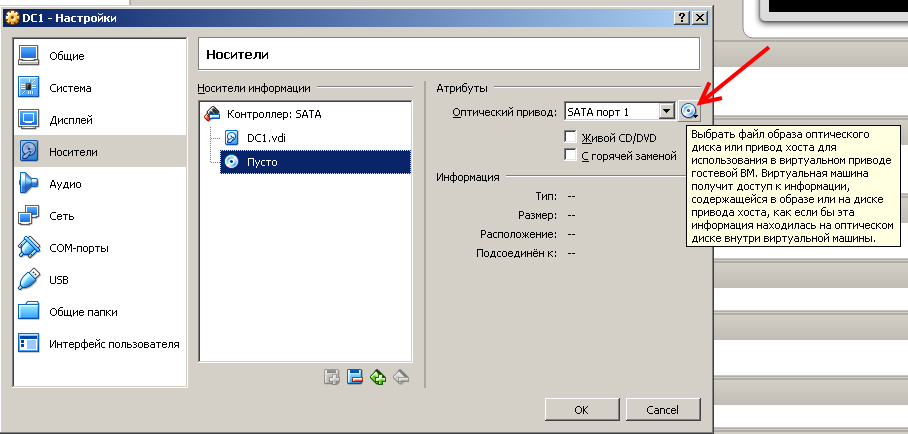 DC1 - Настройки
Общие
Система
Дисплей
Носители
Аудио
Сеть
COM-порты
USB
Общие папки
Интерфейс пользователя
Носители
Носители информации
Контроллер: SATA
DC1.vdi
Пусто
Атрибуты
Оптический привод: SATA порт 1
Живой CD/DVD
С горячей заменой
Информация
Тип: --
Размер: --
Расположение: --
Подсоединён к: --
Выбрать файл образа оптического
диска или привод хоста для
использования в виртуальном приводе
гостевой ВМ. Виртуальная машина
получит доступ к информации,
содержащейся в образе или на диске
привода хоста, как если бы эта
информация находилась на оптическом
диске внутри виртуальной машины.
OK
Cancel